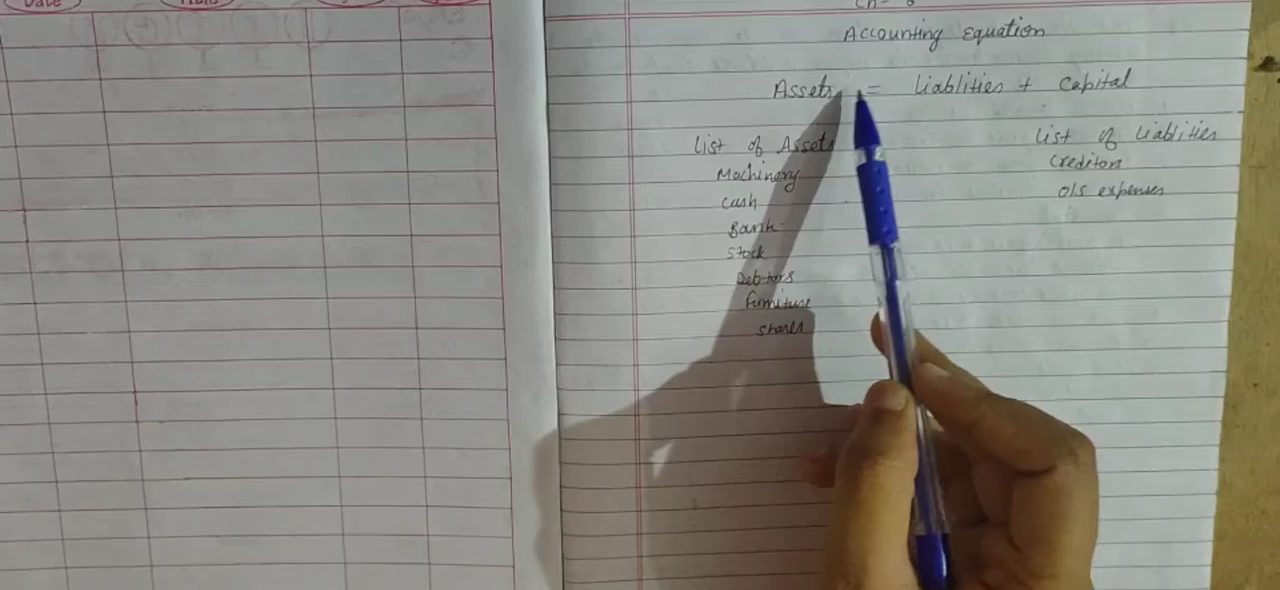 Date
Accounting Equation
Assets = Liablities + Capital
List of Assets
Machinery
Cash
Bank
Stock
Debtors
Furniture
Shares
List of Liablities
Creditors
O/S expenses